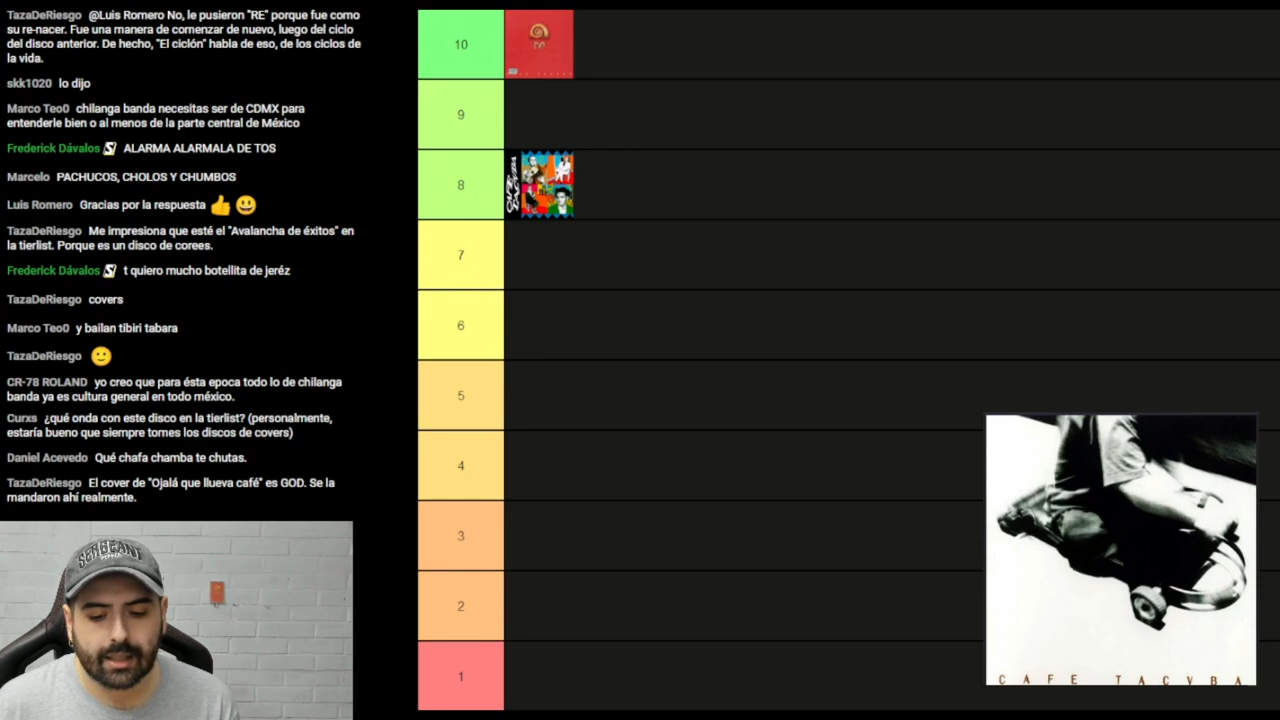 TazaDeRiesgo @Luis Romero No, le pusieron "RE" porque fue como
su re-nacer. Fue una manera de comenzar de nuevo, luego del ciclo
del disco anterior. De hecho, "El ciclón" habla de eso, de los ciclos de
la vida.
skk1020 lo dijo
Marco Teo0 chilanga banda necesitas ser de CDMX para
entenderle bien o al menos de la parte central de México
Frederick Dávalos ALARMA ALARMALA DE TOS
Marcelo PACHUCOS, CHOLOS Y CHUMBOS
Luis Romero Gracias por la respuesta 👍 😃
TazaDeRiesgo Me impresiona que esté el "Avalancha de éxitos" en
la tierlist. Porque es un disco de corees.
Frederick Dávalos t quiero mucho botellita de jeréz
TazaDeRiesgo covers
Marco Teo0 y bailan tibiri tabara
TazaDeRiesgo 🙂
CR-78 ROLAND yo creo que para ésta epoca todo lo de chilanga
banda ya es cultura general en todo méxico.
Curxs ¿qué onda con este disco en la tierlist? (personalmente,
estaría bueno que siempre tomes los discos de covers)
Daniel Acevedo Qué chafa chamba te chutas.
TazaDeRiesgo El cover de "Ojalá que llueva café" es GOD. Se la
mandaron ahí realmente.
SERGEANT
PEPPER
10
re
9
8
CAFE
TACVBA
7
6
5
4
3
2
1
CAFE TACVBA